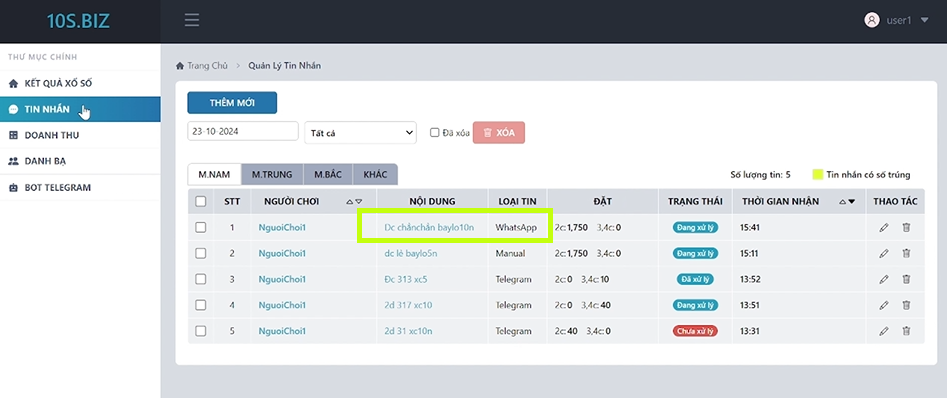 10S.BIZ
user1
THƯ MỤC CHÍNH
KẾT QUẢ XỔ SỐ
TIN NHẮN
DOANH THU
DANH BẠ
BOT TELEGRAM
Trang Chủ > Quản Lý Tin Nhắn
THÊM MỚI
23-10-2024 Tất cả Đã xóa XÓA
M.NAM M.TRUNG M.BẮC KHÁC Số lượng tin: 5 Tin nhắn có số trúng
STT NGƯỜI CHƠI NỘI DUNG LOẠI TIN ĐẶT TRẠNG THÁI THỜI GIAN NHẬN THAO TÁC
1 NguoiChoi1 Dc chẳnchẳn baylo10n WhatsApp 2c:1,750 3,4c:0 Đang xử lý 15:41
2 NguoiChoi1 dc lẻ baylo5n Manual 2c:1,750 3,4c:0 Đang xử lý 15:11
3 NguoiChoi1 Đc 313 xc5 Telegram 2c:0 3,4c:10 Đã xử lý 13:52
4 NguoiChoi1 2d 317 xc10 Telegram 2c:0 3,4c:40 Đang xử lý 13:51
5 NguoiChoi1 2d 31 xc10n Telegram 2c:40 3,4c:0 Chưa xử lý 13:31